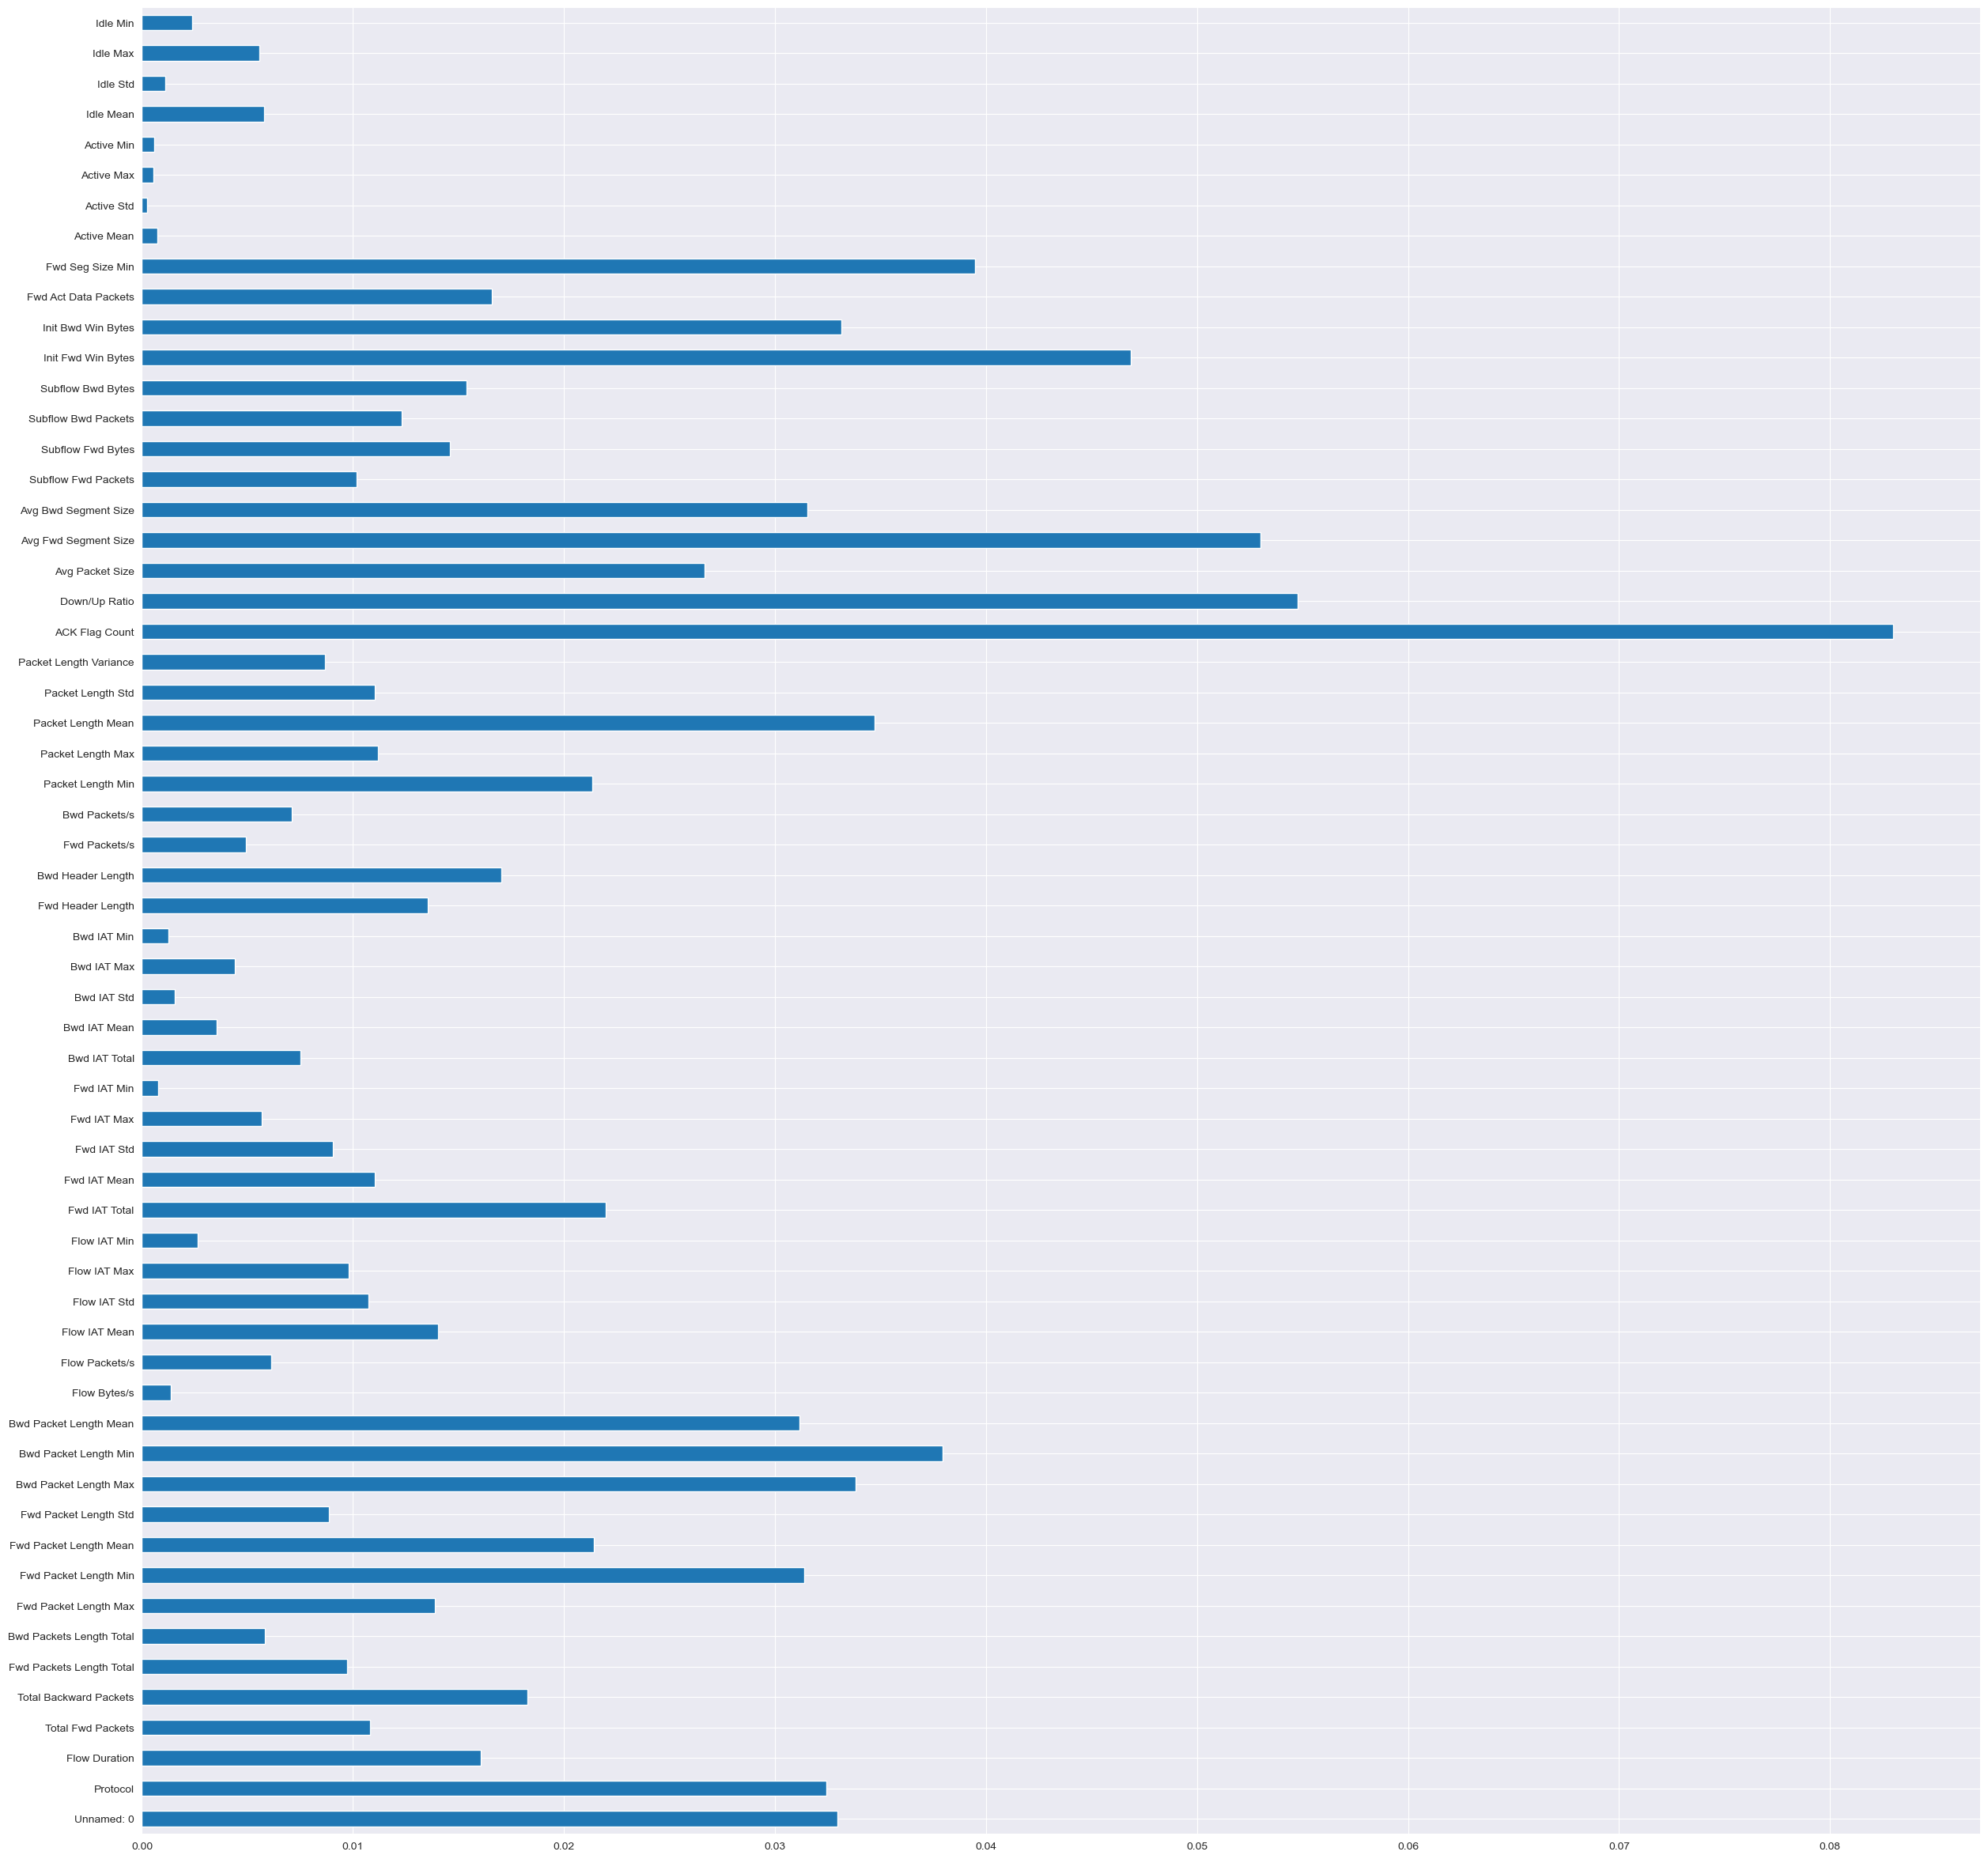 Idle Min
Idle Max
Idle Std
Idle Mean
Active Min
Active Max
Active Std
Active Mean
Fwd Seg Size Min
Fwd Act Data Packets
Init Bwd Win Bytes
Init Fwd Win Bytes
Subflow Bwd Bytes
Subflow Bwd Packets
Subflow Fwd Bytes
Subflow Fwd Packets
Avg Bwd Segment Size
Avg Fwd Segment Size
Avg Packet Size
Down/Up Ratio
ACK Flag Count
Packet Length Variance
Packet Length Std
Packet Length Mean
Packet Length Max
Packet Length Min
Bwd Packets/s
Fwd Packets/s
Bwd Header Length
Fwd Header Length
Bwd IAT Min
Bwd IAT Max
Bwd IAT Std
Bwd IAT Mean
Bwd IAT Total
Fwd IAT Min
Fwd IAT Max
Fwd IAT Std
Fwd IAT Mean
Fwd IAT Total
Flow IAT Min
Flow IAT Max
Flow IAT Std
Flow IAT Mean
Flow Packets/s
Flow Bytes/s
Bwd Packet Length Mean
Bwd Packet Length Min
Bwd Packet Length Max
Fwd Packet Length Std
Fwd Packet Length Mean
Fwd Packet Length Min
Fwd Packet Length Max
Bwd Packets Length Total
Fwd Packets Length Total
Total Backward Packets
Total Fwd Packets
Flow Duration
Protocol
Unnamed: 0
0.00 0.01 0.02 0.03 0.04 0.05 0.06 0.07 0.08